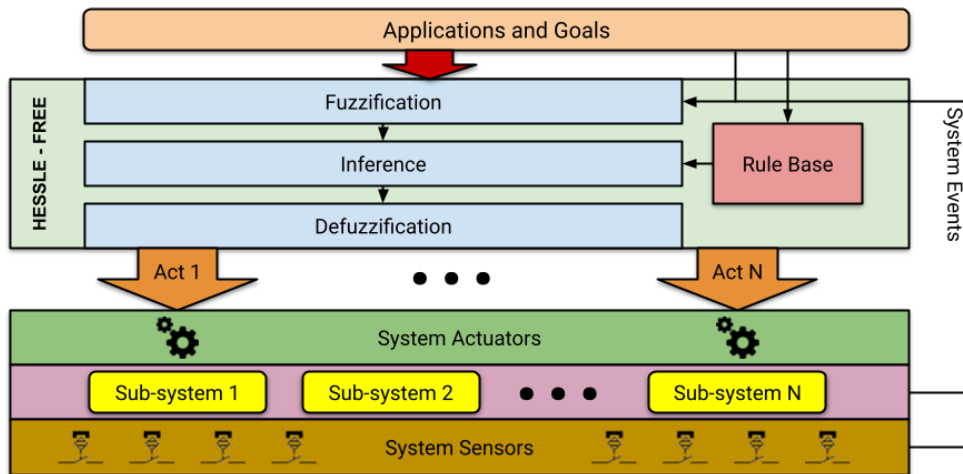 Applications and Goals
HESSLE - FREE
Fuzzification
Inference
Rule Base
Defuzzification
System Events
Act 1
Act N
System Actuators
Sub-system 1
Sub-system 2
Sub-system N
System Sensors